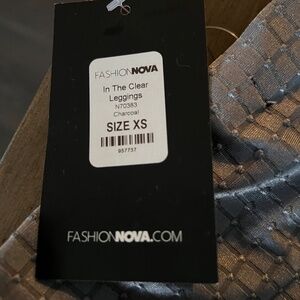 FASHIONNOVA
In The Clear
Leggings
N70383
Charcoal
SIZE XS
957757
FASHIONNOVA.COM